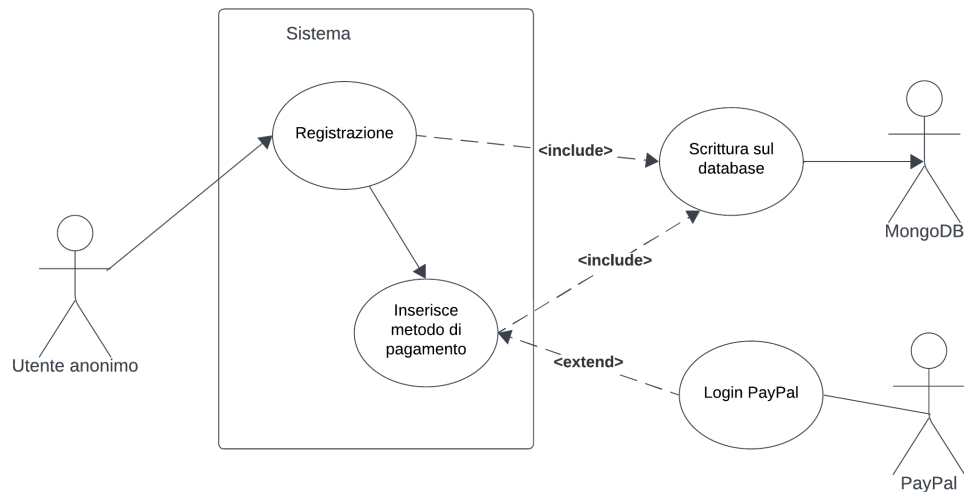 Sistema
Registrazione
<include>
Scrittura sul
database
MongoDB
<include>
Inserisce
metodo di
pagamento
Utente anonimo
<extend>
Login PayPal
PayPal